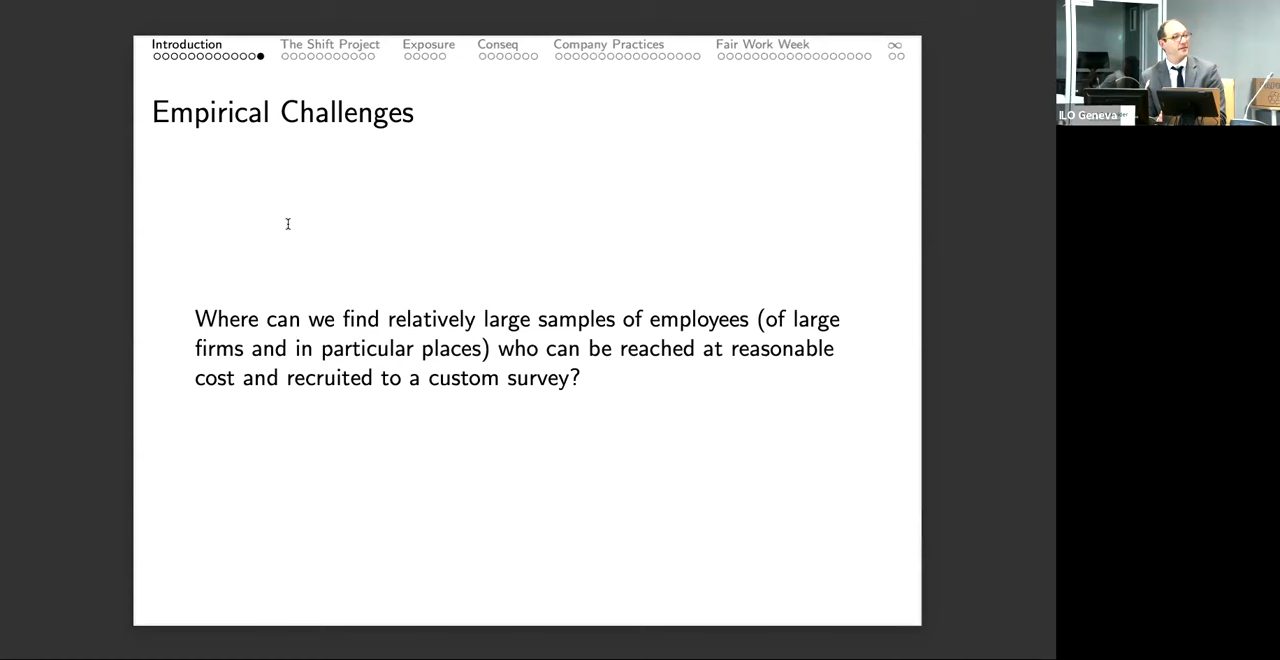 Introduction The Shift Project Exposure Conseq Company Practices Fair Work Week ∞
Empirical Challenges
Where can we find relatively large samples of employees (of large
firms and in particular places) who can be reached at reasonable
cost and recruited to a custom survey?
ILO Geneva